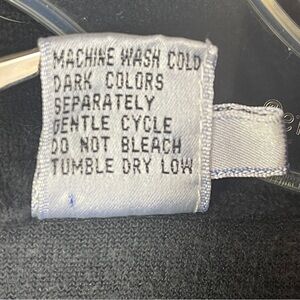 MACHINE WASH COLD
DARK COLORS
SEPARATELY
GENTLE CYCLE
DO NOT BLEACH
TUMBLE DRY LOW